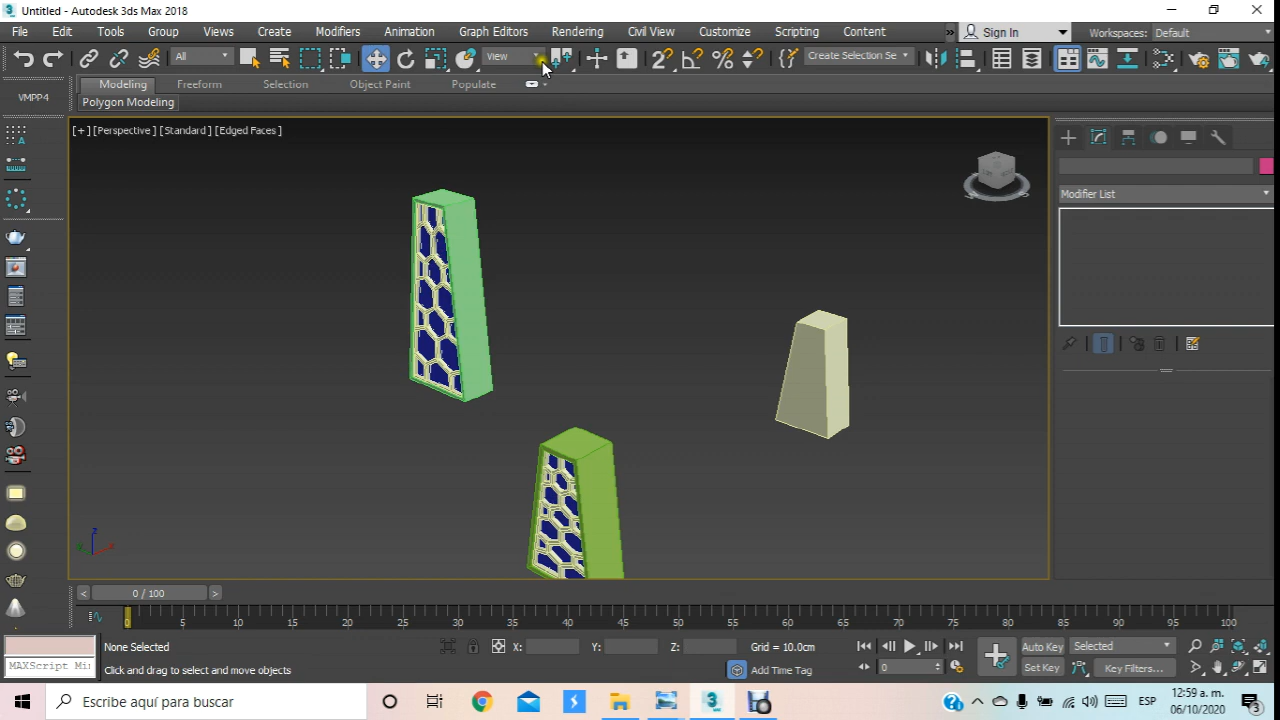 Untitled - Autodesk 3ds Max 2018
File Edit Tools Group Views Create Modifiers Animation Graph Editors Rendering Civil View Customize Scripting Content » Sign In Workspaces: Default
All View Create Selection Se
Modeling Freeform Selection Object Paint Populate
VMPP4 Polygon Modeling
[+] [Perspective] [Standard] [Edged Faces]
Modifier List
z
x
y
< 0 / 100 >
0 5 10 15 20 25 30 35 40 45 50 55 60 65 70 75 80 85 90 95 100
None Selected X: Y: Z: Grid = 10.0cm Auto Key Selected
MAXScript Mi: Click and drag to select and move objects Add Time Tag 0 Set Key Key Filters...
Escribe aquí para buscar ESP 12:59 a. m.
06/10/2020 3